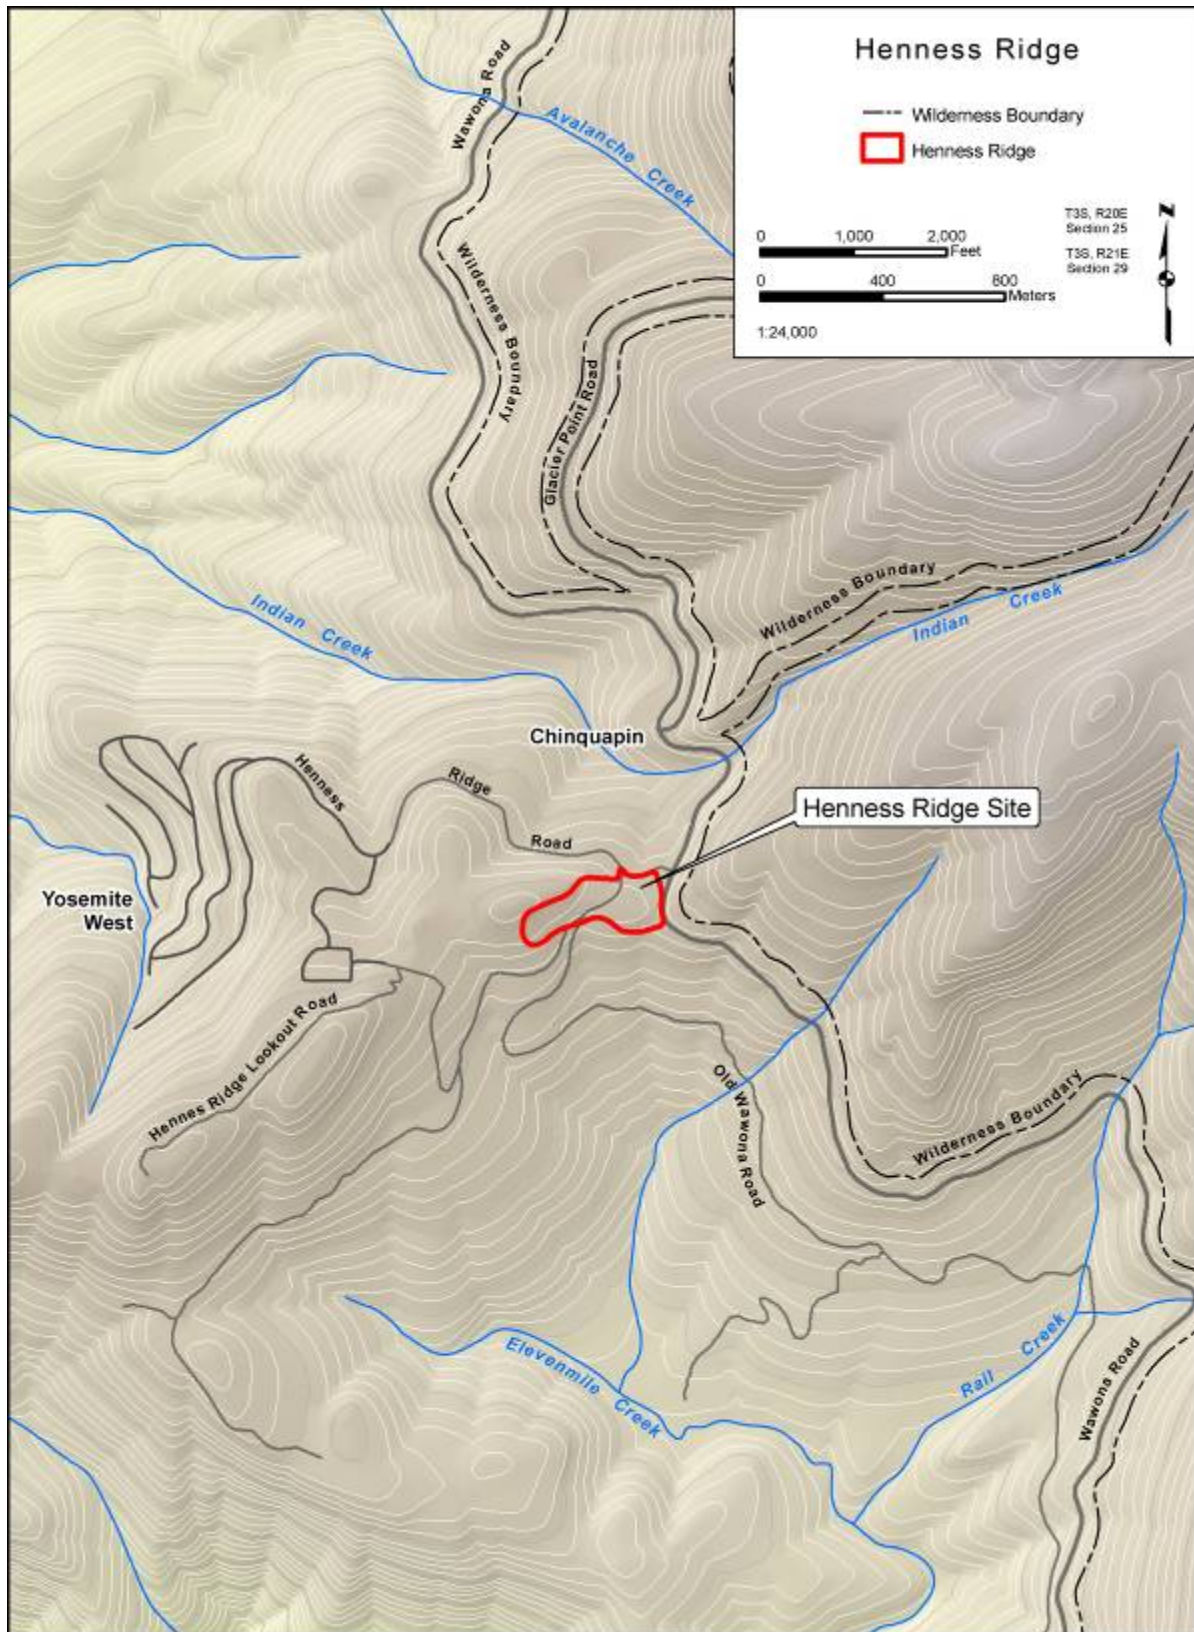 Henness Ridge
Wilderness Boundary
Henness Ridge
0 1,000 2,000
Feet
0 400 800
Meters
1:24,000
T3S, R20E
Section 25
T3S, R21E
Section 29
N
Wawona Road
Avalanche Creek
Wilderness Boundary
Glacier Point Road
Wilderness Boundary
Indian Creek
Indian Creek
Chinquapin
Henness Ridge Road
Henness Ridge Site
Yosemite
West
Hennes Ridge Lookout Road
Old Wawona Road
Wilderness Boundary
Elevenmile Creek
Rail Creek
Wawona Road